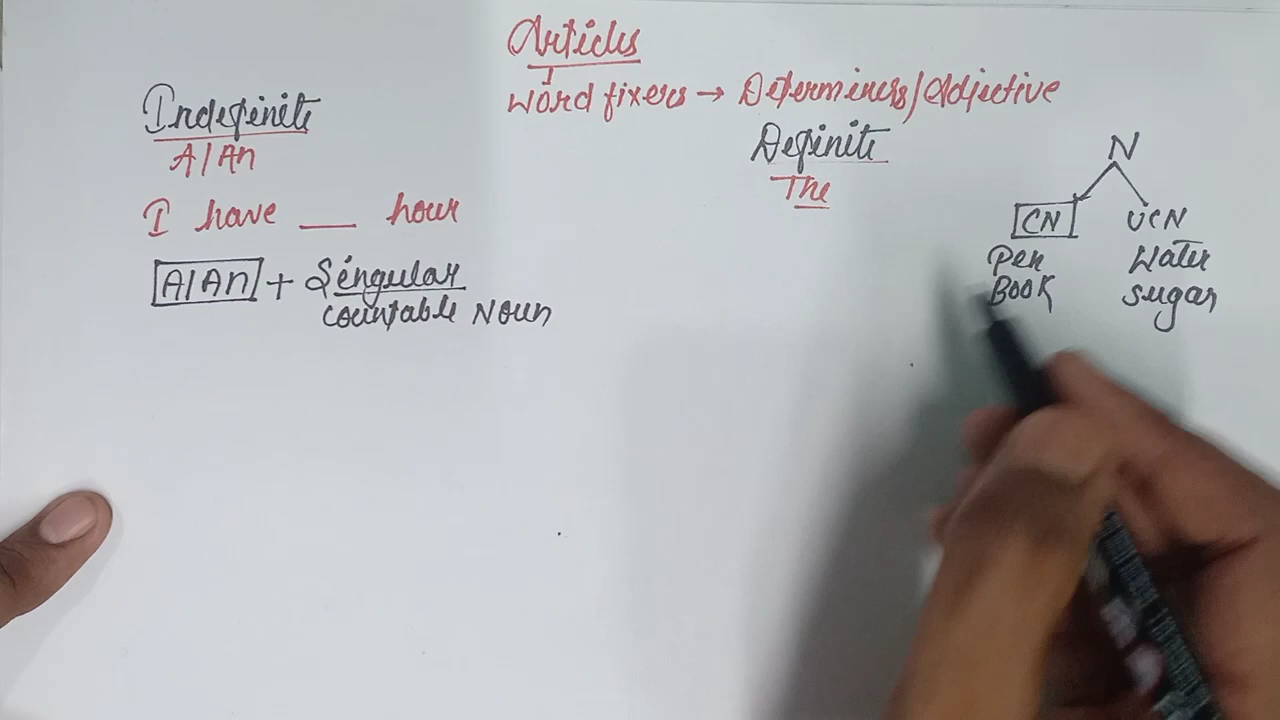 Articles
Word fixers → Determiners/Adjective
Indefinite
A/An
I have ___ hour
A/An + Singular
countable Noun
Definite
The
N
CN UCN
Pen Water
Book Sugar